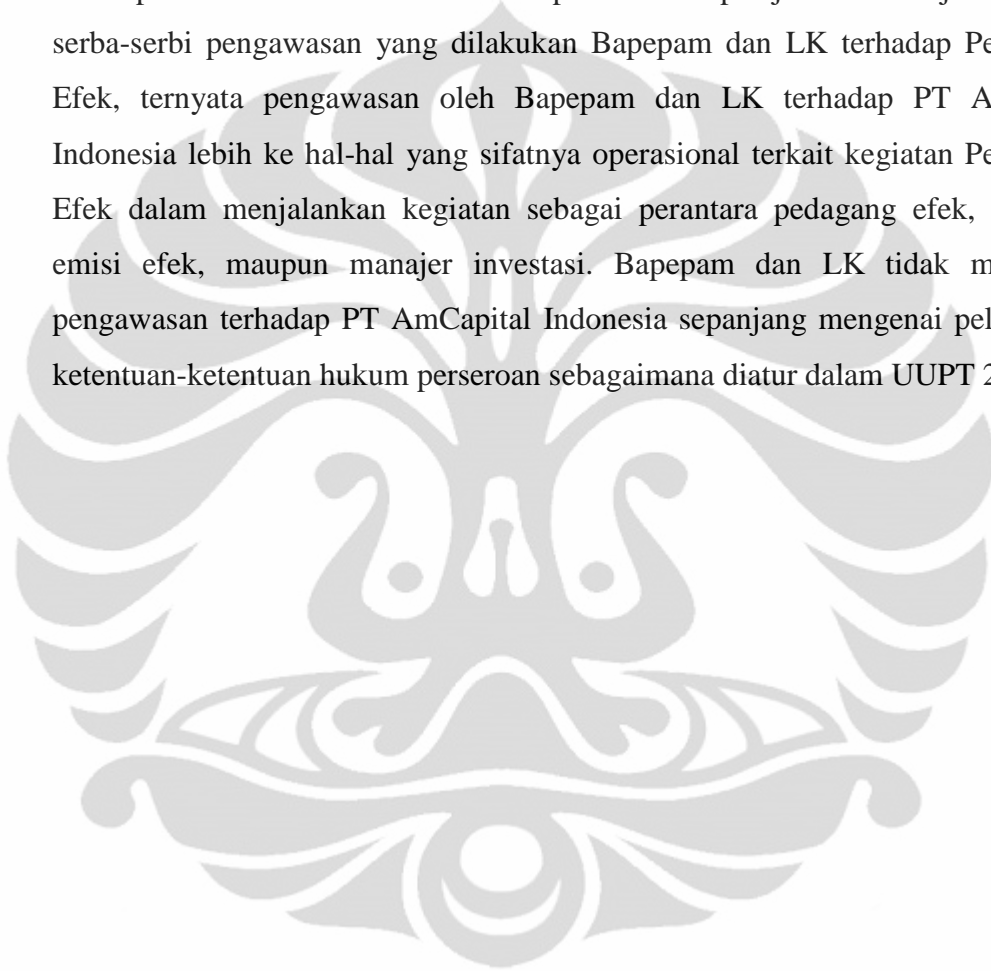 serba-serbi pengawasan yang dilakukan Bapepam dan LK terhadap Pe
Efek, ternyata pengawasan oleh Bapepam dan LK terhadap PT A
Indonesia lebih ke hal-hal yang sifatnya operasional terkait kegiatan Pe
Efek dalam menjalankan kegiatan sebagai perantara pedagang efek,
emisi efek, maupun manajer investasi. Bapepam dan LK tidak m
pengawasan terhadap PT AmCapital Indonesia sepanjang mengenai pel
ketentuan-ketentuan hukum perseroan sebagaimana diatur dalam UUPT 2